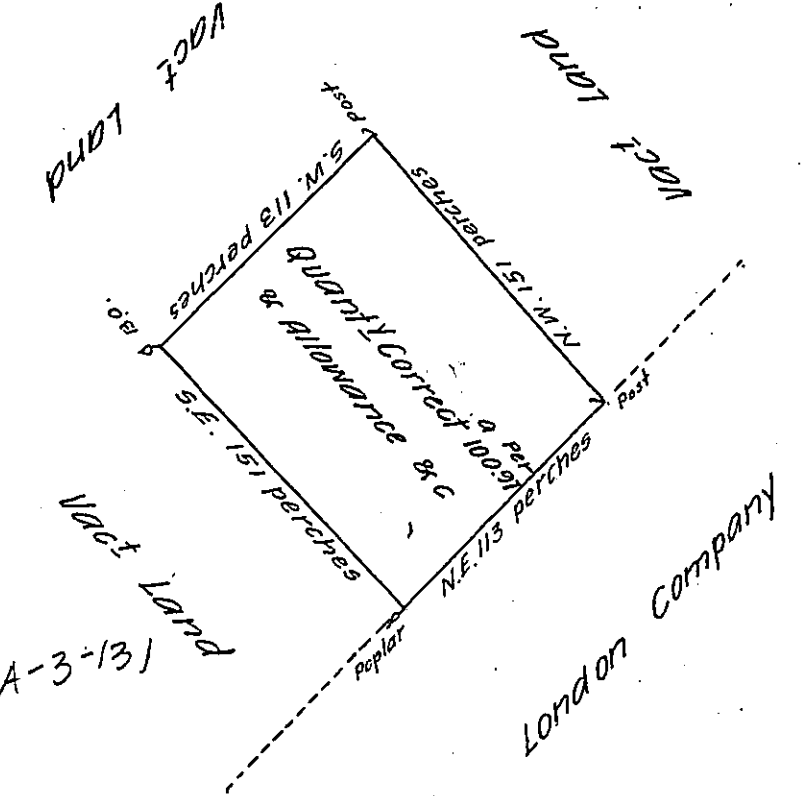 Vact Land
Vact Land
Post
S.W. 113 perches
N.W. 151 perches
B.O.
Quanty Correct 100.97
a per
& Allowance & C
S.E. 151 perches
N.E. 113 perches
Post
Poplar
Vact Land
London Company
A-3-131